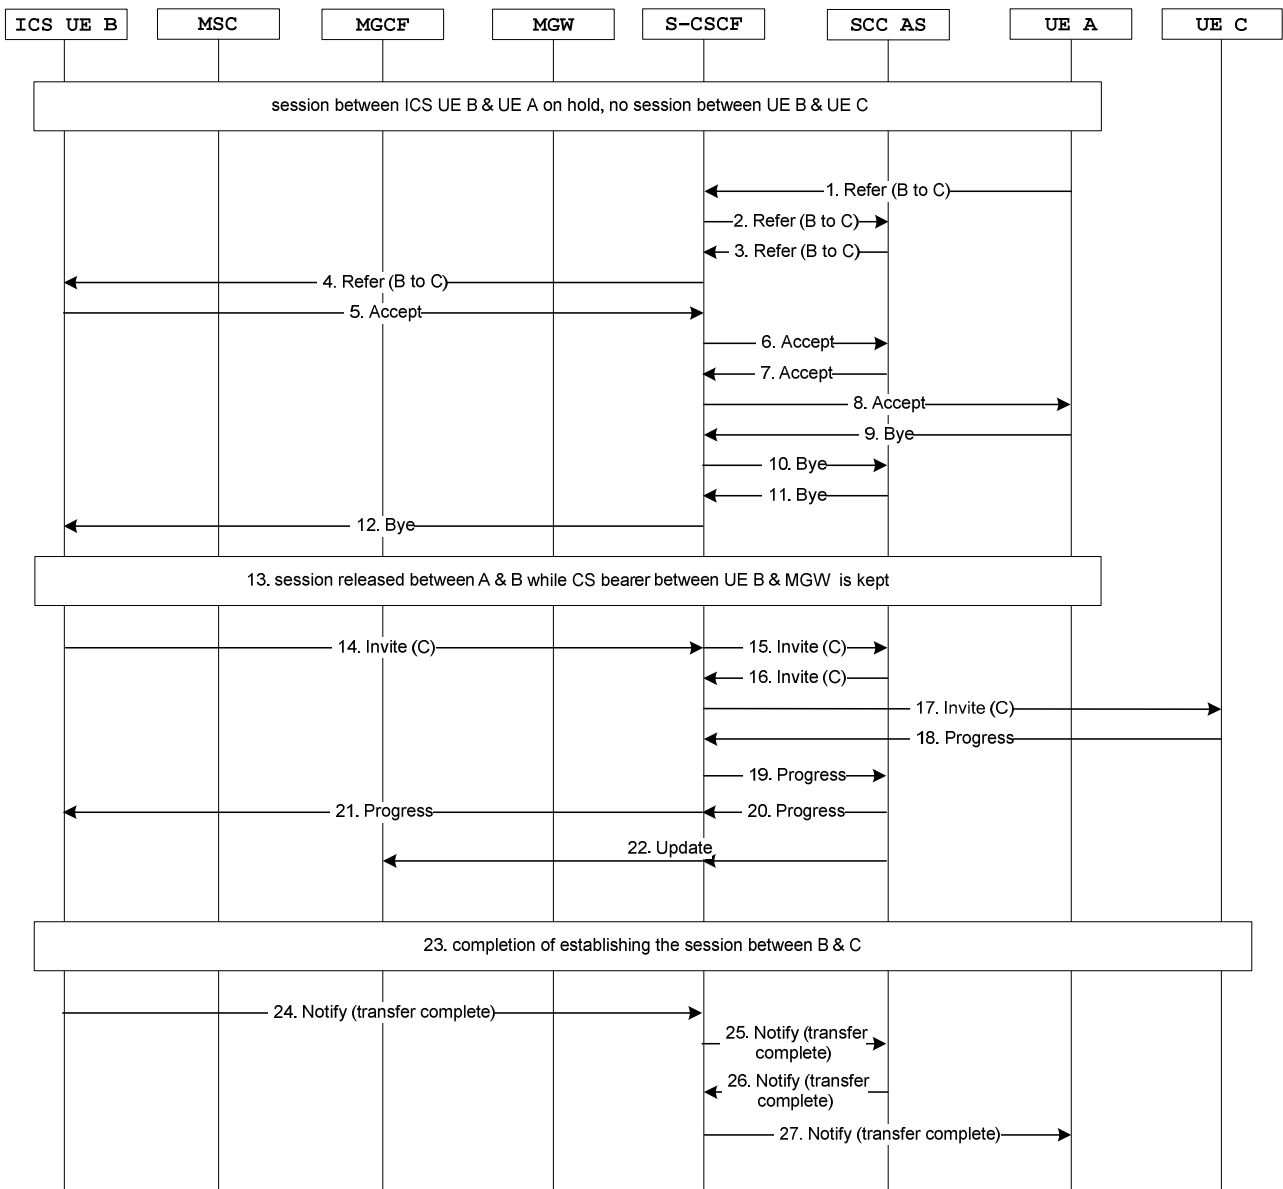 ICS UE B
MSC
MGCF
MGW
S-CSCF
SCC AS
UE A
UE C
session between ICS UE B & UE A on hold, no session between UE B & UE C
1. Refer (B to C)
2. Refer (B to C)
3. Refer (B to C)
4. Refer (B to C)
5. Accept
6. Accept
7. Accept
8. Accept
9. Bye
10. Bye
11. Bye
12. Bye
13. session released between A & B while CS bearer between UE B & MGW is kept
14. Invite (C)
15. Invite (C)
16. Invite (C)
17. Invite (C)
18. Progress
19. Progress
21. Progress
20. Progress
22. Update
23. completion of establishing the session between B & C
24. Notify (transfer complete)
25. Notify (transfer
complete)
26. Notify (transfer
complete)
27. Notify (transfer complete)